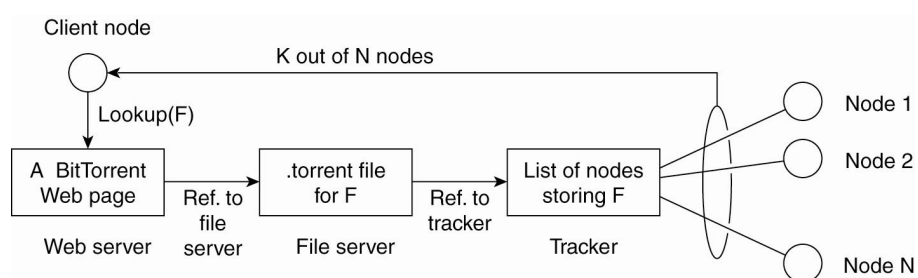 Client node
K out of N nodes
Lookup(F)
Node 1
Node 2
Node N
A BitTorrent
Web page
Ref. to
file
server
.torrent file
for F
Ref. to
tracker
List of nodes
storing F
Web server
File server
Tracker